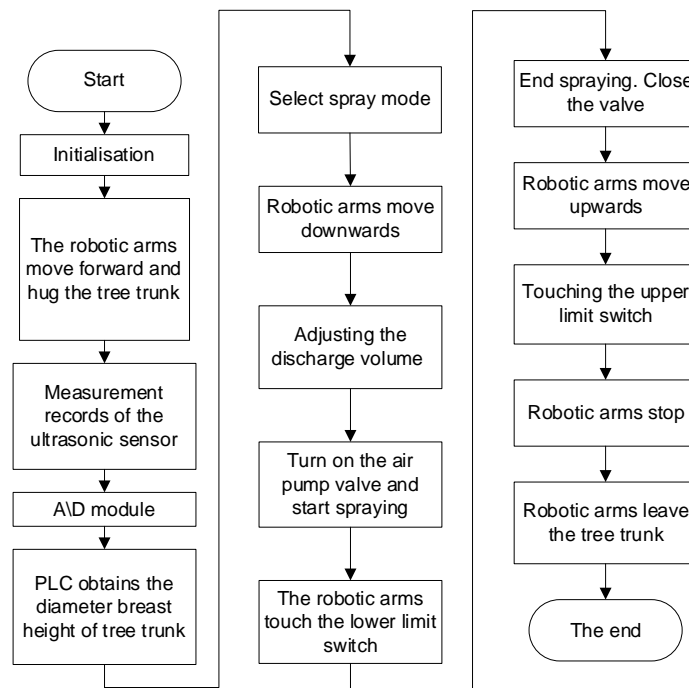 Start
Initialisation
The robotic arms
move forward and
hug the tree trunk
Measurement
records of the
ultrasonic sensor
A\D module
PLC obtains the
diameter breast
height of tree trunk
Select spray mode
Robotic arms move
downwards
Adjusting the
discharge volume
Turn on the air
pump valve and
start spraying
The robotic arms
touch the lower limit
switch
End spraying. Close
the valve
Robotic arms move
upwards
Touching the upper
limit switch
Robotic arms stop
Robotic arms leave
the tree trunk
The end